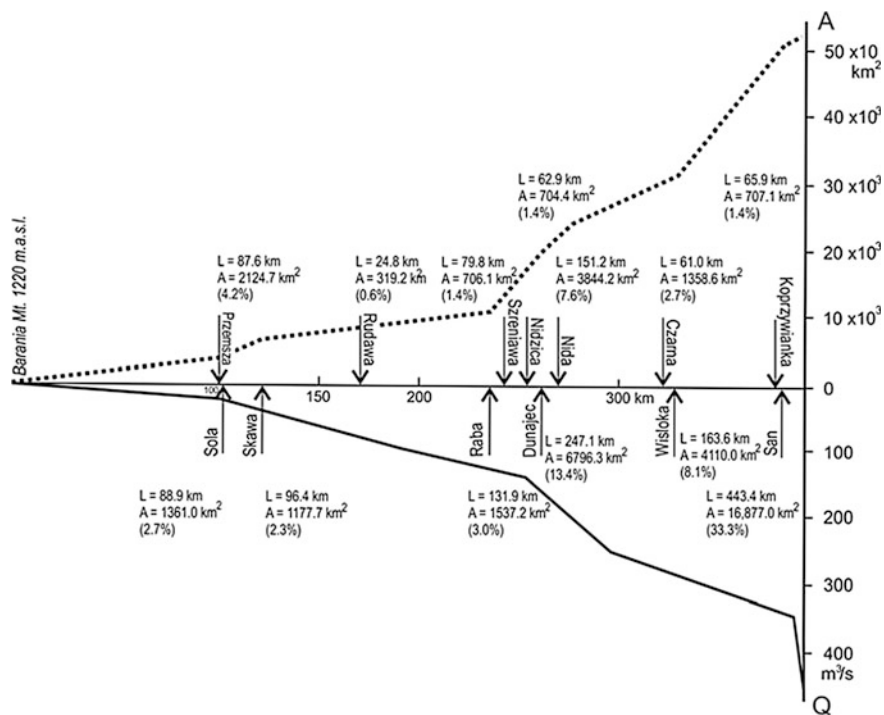 A
50 x10
km²
40 x10³
30 x10³
20 x10³
10 x10³
0
100
200
300
400
m³/s
Q
Barania Mt. 1220 m.a.s.l.
L = 62.9 km
A = 704.4 km²
(1.4%)
L = 65.9 km
A = 707.1 km²
(1.4%)
L = 87.6 km
A = 2124.7 km²
(4.2%)
L = 24.8 km
A = 319.2 km
(0.6%)
L = 79.8 km
A = 706.1 km²
(1.4%)
L = 151.2 km
A = 3844.2 km²
(7.6%)
L = 61.0 km
A = 1358.6 km²
(2.7%)
Przemsza
Rudawa
Szreniawa
Nidzica
Nida
Czarna
Koprzywianka
100
150
200
300 km
Sola
Skawa
Raba
Dunajec
Wisloka
San
L = 247.1 km
A = 6796.3 km²
(13.4%)
L = 163.6 km
A = 4110.0 km²
(8.1%)
L = 88.9 km
A = 1361.0 km²
(2.7%)
L = 96.4 km
A = 1177.7 km²
(2.3%)
L = 131.9 km
A = 1537.2 km²
(3.0%)
L = 443.4 km
A = 16,877.0 km²
(33.3%)